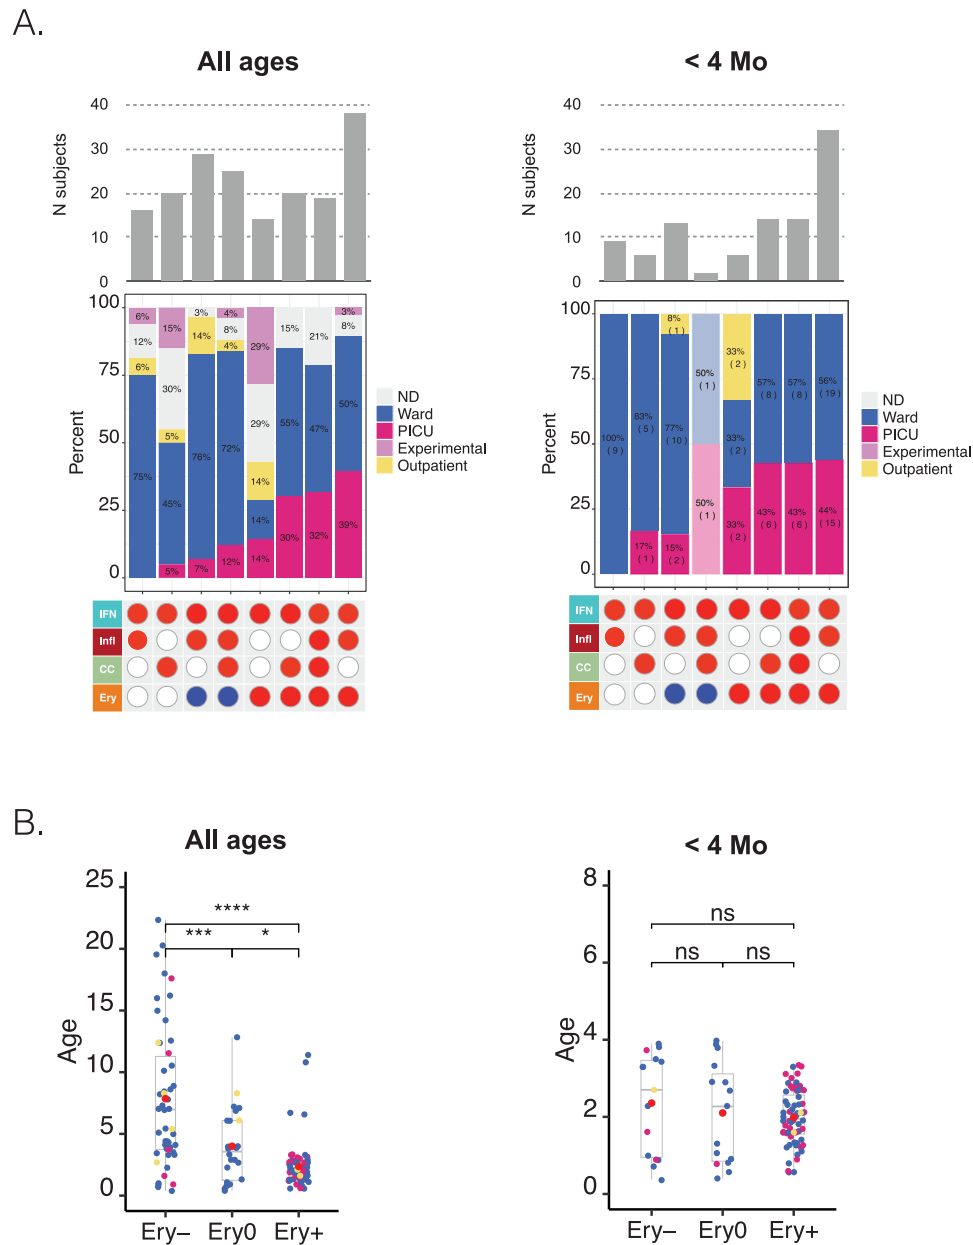 A.
All ages
< 4 Mo
N subjects
40
30
20
10
0
N subjects
40
30
20
10
0
Percent
100
75
50
25
0
6%
12%
6%
75%
15%
30%
5%
45%
5%
3%
14%
76%
7%
4%
8%
4%
72%
12%
29%
29%
14%
14%
14%
15%
55%
30%
21%
47%
32%
3%
8%
50%
39%
ND
Ward
PICU
Experimental
Outpatient
IFN
Infl
CC
Ery
Percent
100
75
50
25
0
100%
( 9 )
83%
( 5 )
17%
( 1 )
8%
( 1 )
77%
( 10 )
15%
( 2 )
50%
( 1 )
50%
( 1 )
33%
( 2 )
33%
( 2 )
33%
( 2 )
57%
( 8 )
43%
( 6 )
57%
( 8 )
43%
( 6 )
56%
( 19 )
44%
( 15 )
ND
Ward
PICU
Experimental
Outpatient
IFN
Infl
CC
Ery
B.
All ages
< 4 Mo
Age
25
20
15
10
5
0
****
***
*
Ery– Ery0 Ery+
Age
8
6
4
2
0
ns
ns
ns
Ery– Ery0 Ery+